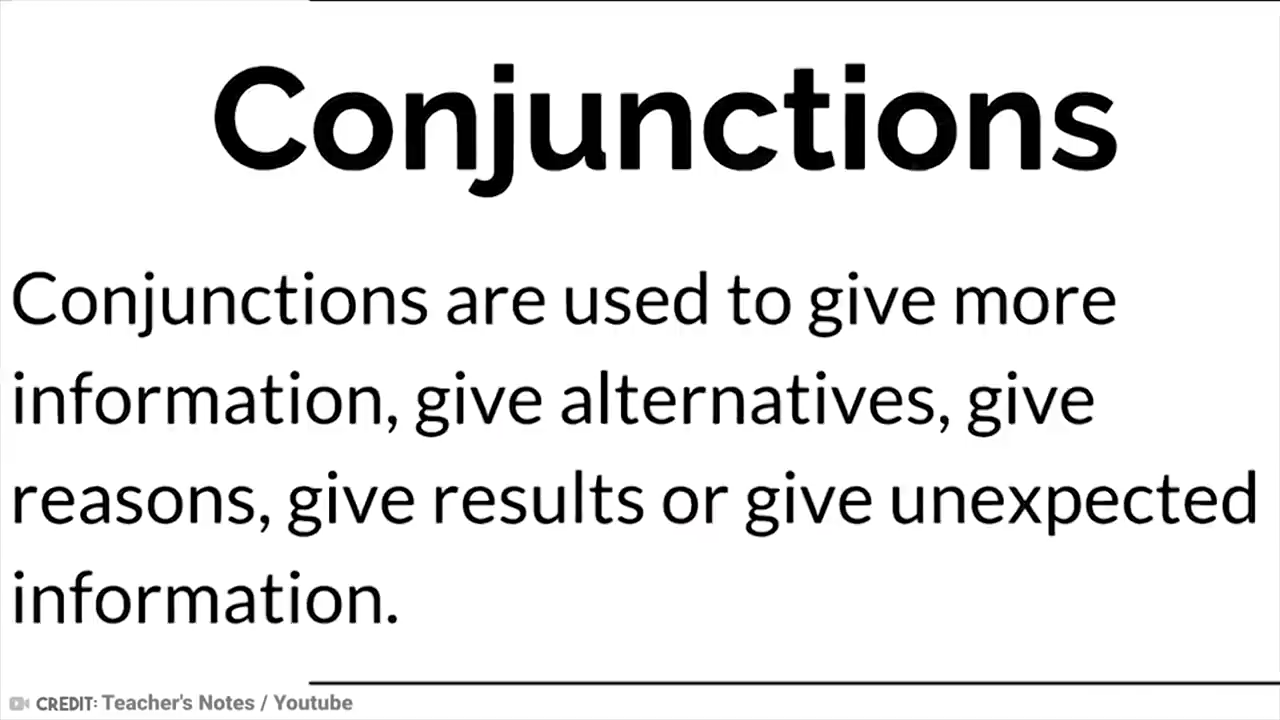 Conjunctions
Conjunctions are used to give more
information, give alternatives, give
reasons, give results or give unexpected
information.
CREDIT: Teacher's Notes / Youtube